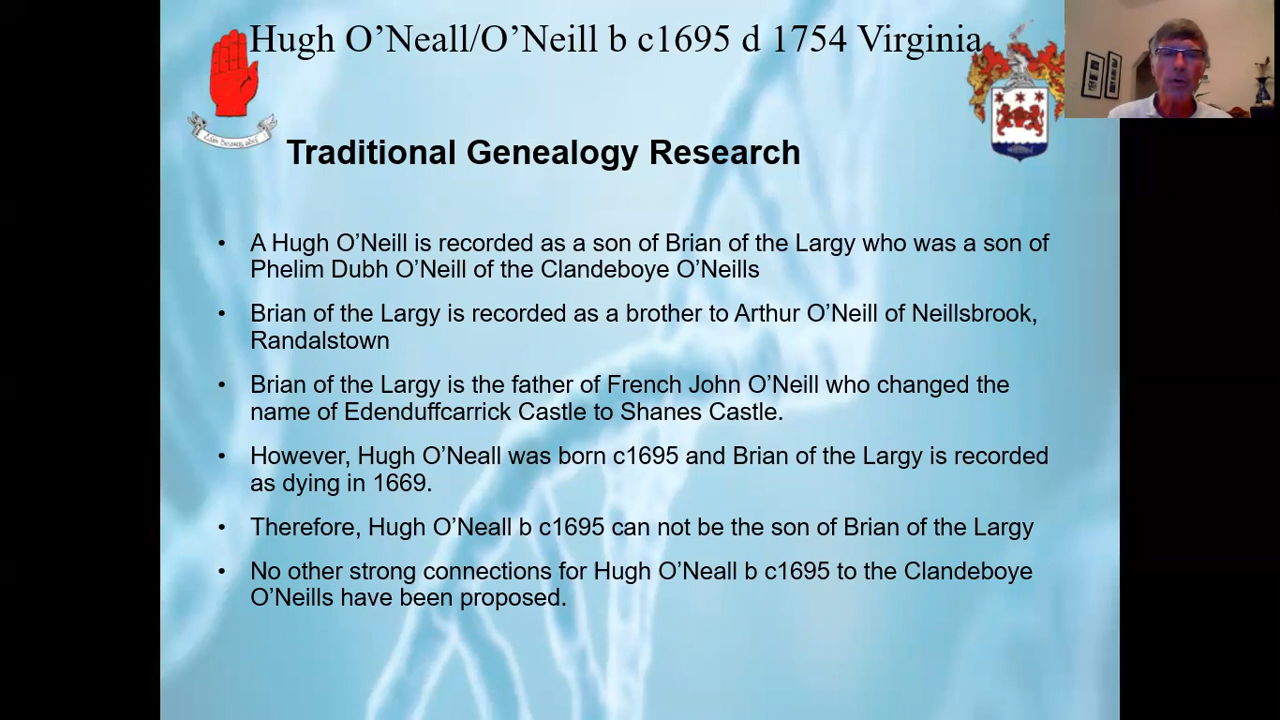 Hugh O’Neall/O’Neill b c1695 d 1754 Virginia
Traditional Genealogy Research
• A Hugh O’Neill is recorded as a son of Brian of the Largy who was a son of
Phelim Dubh O’Neill of the Clandeboye O’Neills
• Brian of the Largy is recorded as a brother to Arthur O’Neill of Neillsbrook,
Randalstown
• Brian of the Largy is the father of French John O’Neill who changed the
name of Edenduffcarrick Castle to Shanes Castle.
• However, Hugh O’Neall was born c1695 and Brian of the Largy is recorded
as dying in 1669.
• Therefore, Hugh O’Neall b c1695 can not be the son of Brian of the Largy
• No other strong connections for Hugh O’Neall b c1695 to the Clandeboye
O’Neills have been proposed.